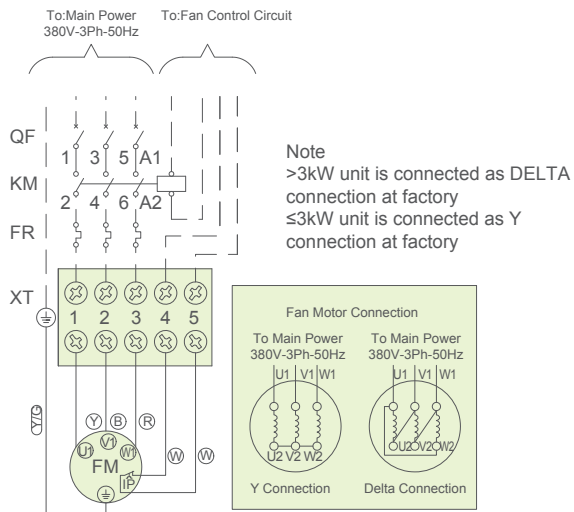 To:Main Power
380V-3Ph-50Hz
To:Fan Control Circuit
QF
1 3 5 A1
KM
2 4 6 A2
FR
XT
1 2 3 4 5
Y/G
Y B R
W W
U1 V1 W1
FM
IP
Note
>3kW unit is connected as DELTA
connection at factory
≤3kW unit is connected as Y
connection at factory
Fan Motor Connection
To Main Power
380V-3Ph-50Hz
U1 V1 W1
U2 V2 W2
Y Connection
To Main Power
380V-3Ph-50Hz
U1 V1 W1
U2 V2 W2
Delta Connection